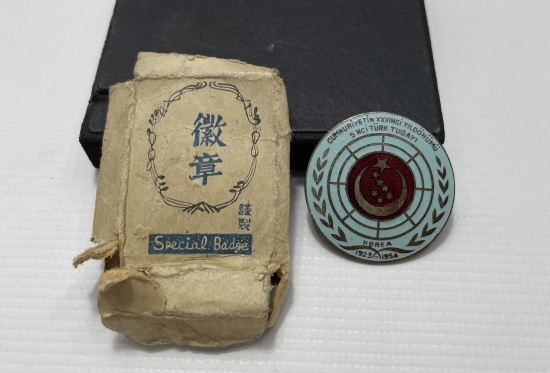 徽章
謹製
Special Badge
CUMHURIYETIN XXXINCI YILDÖNÜMÜ
5.NCI TÜRK TUGAYI
KOREA
1923 1954